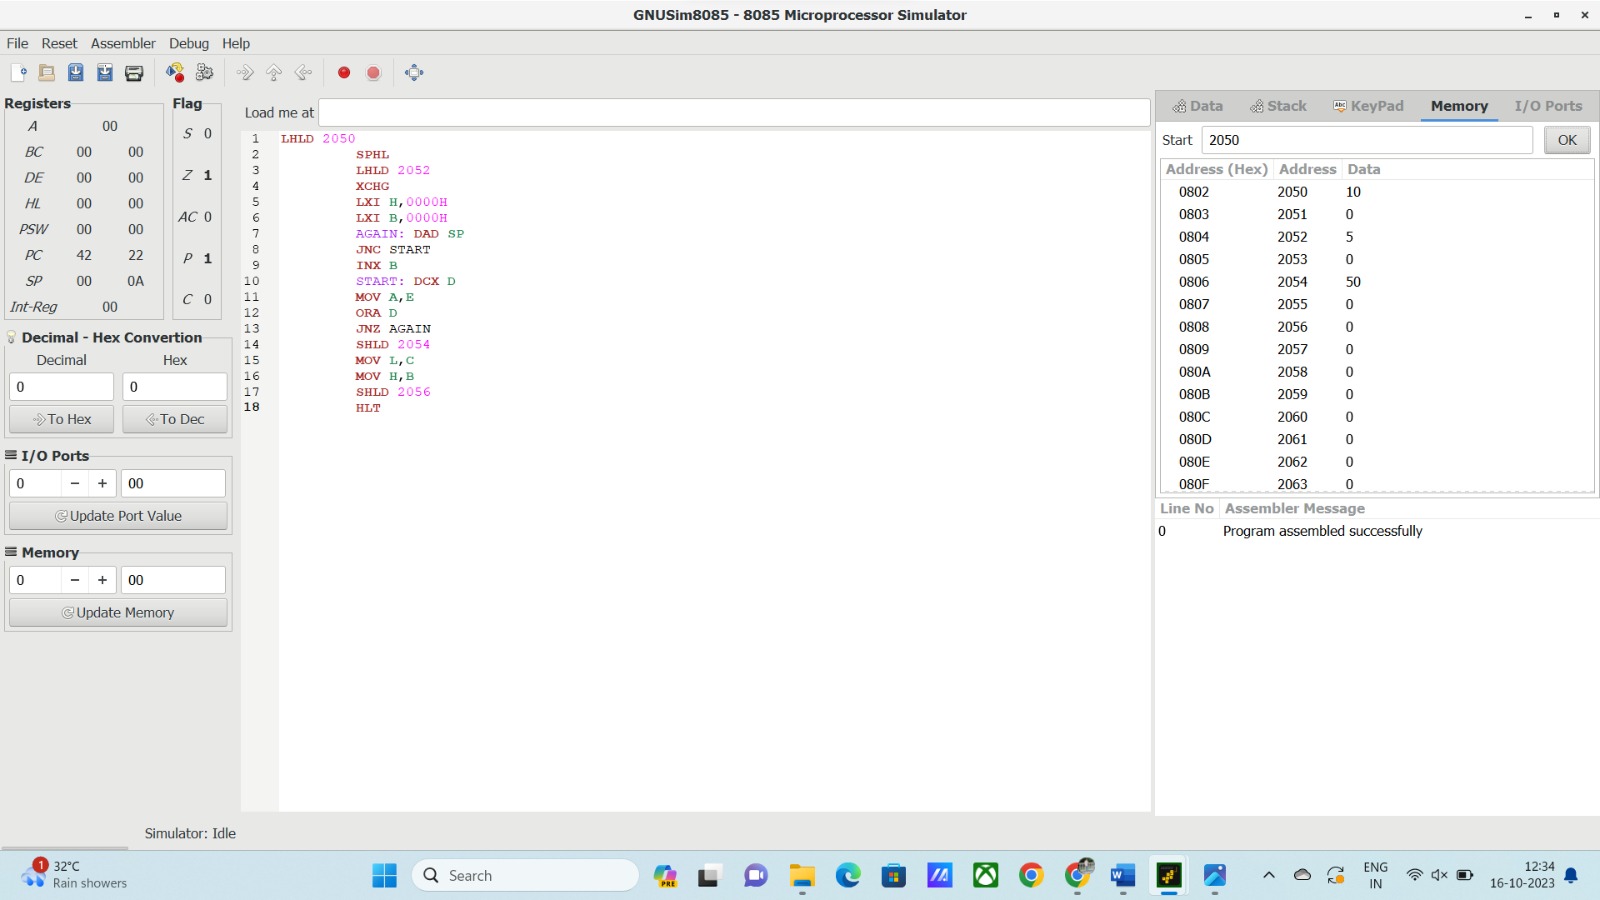 GNUSim8085 - 8085 Microprocessor Simulator
File Reset Assembler Debug Help
Registers
A 00
BC 00 00
DE 00 00
HL 00 00
PSW 00 00
PC 42 22
SP 00 0A
Int-Reg 00
Flag
S 0
Z 1
AC 0
P 1
C 0
Decimal - Hex Convertion
Decimal Hex
0 0
To Hex To Dec
I/O Ports
0 - + 00
Update Port Value
Memory
0 - + 00
Update Memory
Load me at
1 LHLD 2050
2 SPHL
3 LHLD 2052
4 XCHG
5 LXI H,0000H
6 LXI B,0000H
7 AGAIN: DAD SP
8 JNC START
9 INX B
10 START: DCX D
11 MOV A,E
12 ORA D
13 JNZ AGAIN
14 SHLD 2054
15 MOV L,C
16 MOV H,B
17 SHLD 2056
18 HLT
Data Stack KeyPad Memory I/O Ports
Start 2050 OK
Address (Hex) Address Data
0802 2050 10
0803 2051 0
0804 2052 5
0805 2053 0
0806 2054 50
0807 2055 0
0808 2056 0
0809 2057 0
080A 2058 0
080B 2059 0
080C 2060 0
080D 2061 0
080E 2062 0
080F 2063 0
Line No Assembler Message
0 Program assembled successfully
Simulator: Idle
1
32°C
Rain showers
Search
PRE
ENG
IN
12:34
16-10-2023